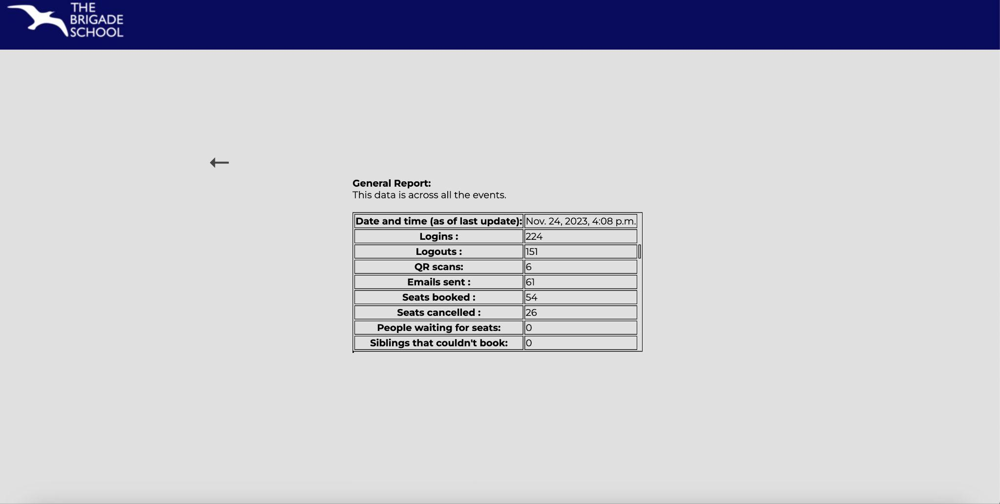 THE
BRIGADE
SCHOOL
General Report:
This data is across all the events.
Date and time (as of last update): Nov. 24, 2023, 4:08 p.m.
Logins : 224
Logouts : 151
QR scans: 6
Emails sent : 61
Seats booked : 54
Seats cancelled : 26
People waiting for seats: 0
Siblings that couldn't book: 0